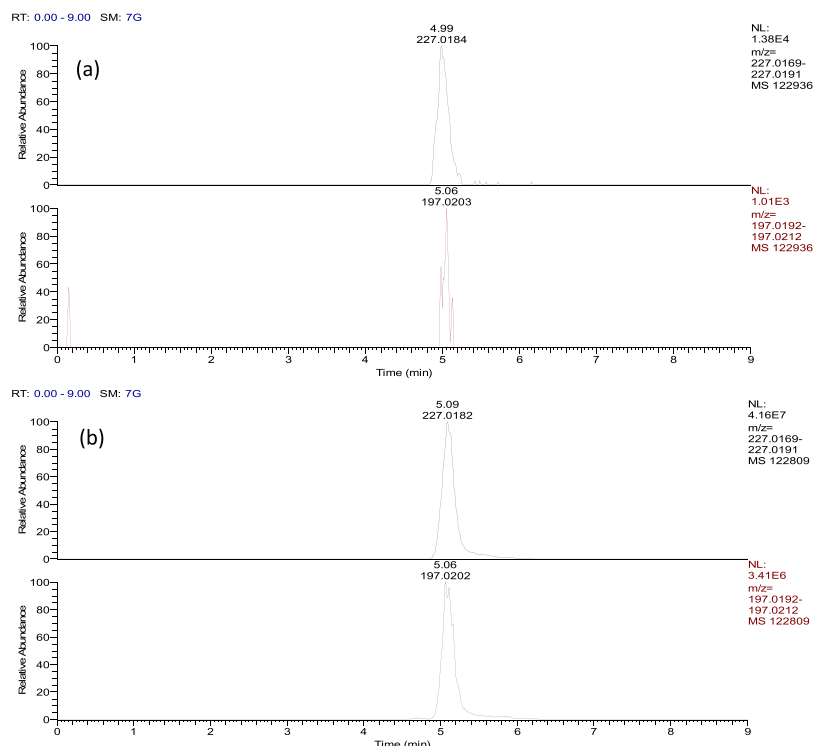 RT: 0.00 - 9.00 SM: 7G
4.99
227.0184
NL:
1.38E4
m/z=
227.0169-
227.0191
MS 122936
(a)
100
80
60
40
20
0
Relative Abundance
5.06
197.0203
NL:
1.01E3
m/z=
197.0192-
197.0212
MS 122936
100
80
60
40
20
0
Relative Abundance
0 1 2 3 4 5 6 7 8 9
Time (min)
RT: 0.00 - 9.00 SM: 7G
5.09
227.0182
NL:
4.16E7
m/z=
227.0169-
227.0191
MS 122809
(b)
100
80
60
40
20
0
Relative Abundance
5.06
197.0202
NL:
3.41E6
m/z=
197.0192-
197.0212
MS 122809
100
80
60
40
20
0
Relative Abundance
0 1 2 3 4 5 6 7 8 9
Time (min)